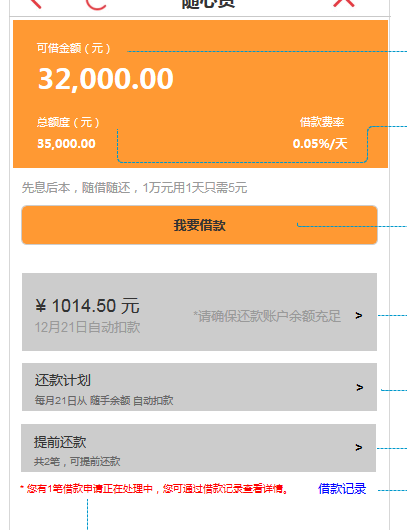 随心贷
可借金额（元）
32,000.00
总额度（元）
借款费率
35,000.00
0.05%/天
先息后本，随借随还，1万元用1天只需5元
我要借款
¥ 1014.50 元
12月21日自动扣款
*请确保还款账户余额充足 >
还款计划
每月21日从 随手余额 自动扣款
>
提前还款
共2笔，可提前还款
>
* 您有1笔借款申请正在处理中，您可通过借款记录查看详情。
借款记录